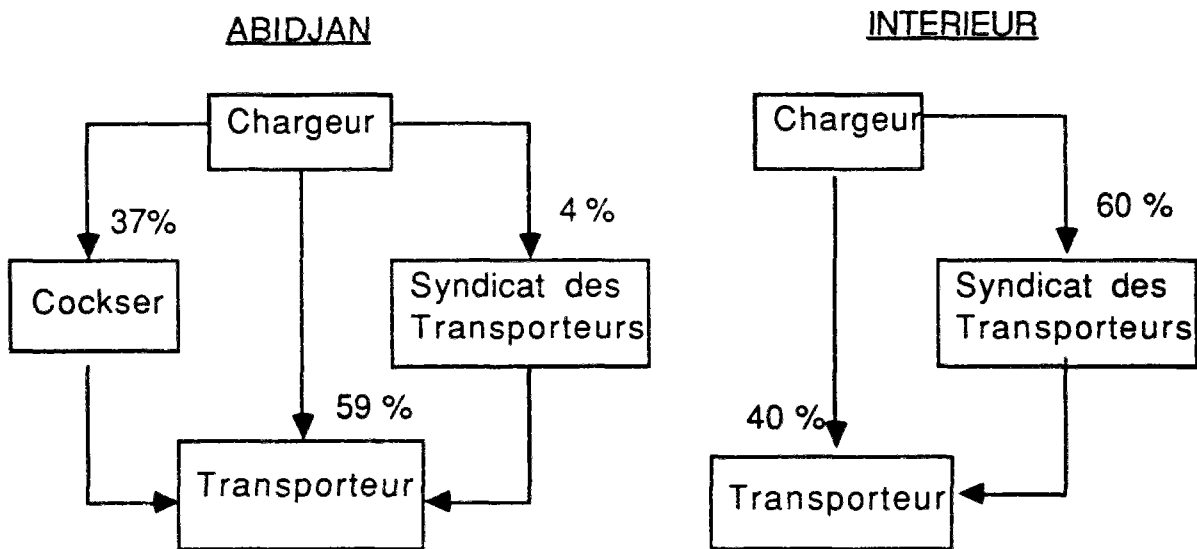 ABIDJAN
Chargeur
37%
4 %
Cockser
Syndicat des
Transporteurs
59 %
Transporteur
INTERIEUR
Chargeur
60 %
Syndicat des
Transporteurs
40 %
Transporteur